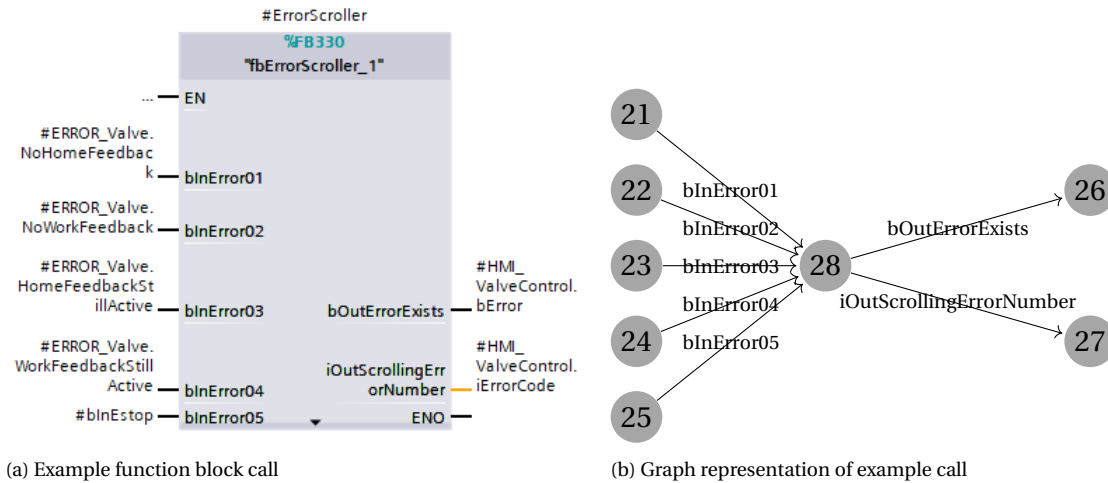 #ErrorScroller
%FB330
"fbErrorScroller_1"
... EN
#ERROR_Valve.
NoHomeFeedbac
k bInError01
#ERROR_Valve.
NoWorkFeedback bInError02
#ERROR_Valve.
HomeFeedbackSt
illActive bInError03
#ERROR_Valve.
WorkFeedbackStill
Active bInError04
#bInEstop bInError05
#HMI_
ValveControl.
bOutErrorExists bError
#HMI_
iOutScrollingErr ValveControl.
orNumber iErrorCode
ENO
(a) Example function block call
21
22
23
24
25
bInError01
bInError02
bInError03
bInError04
bInError05
28
bOutErrorExists
iOutScrollingErrorNumber
26
27
(b) Graph representation of example call